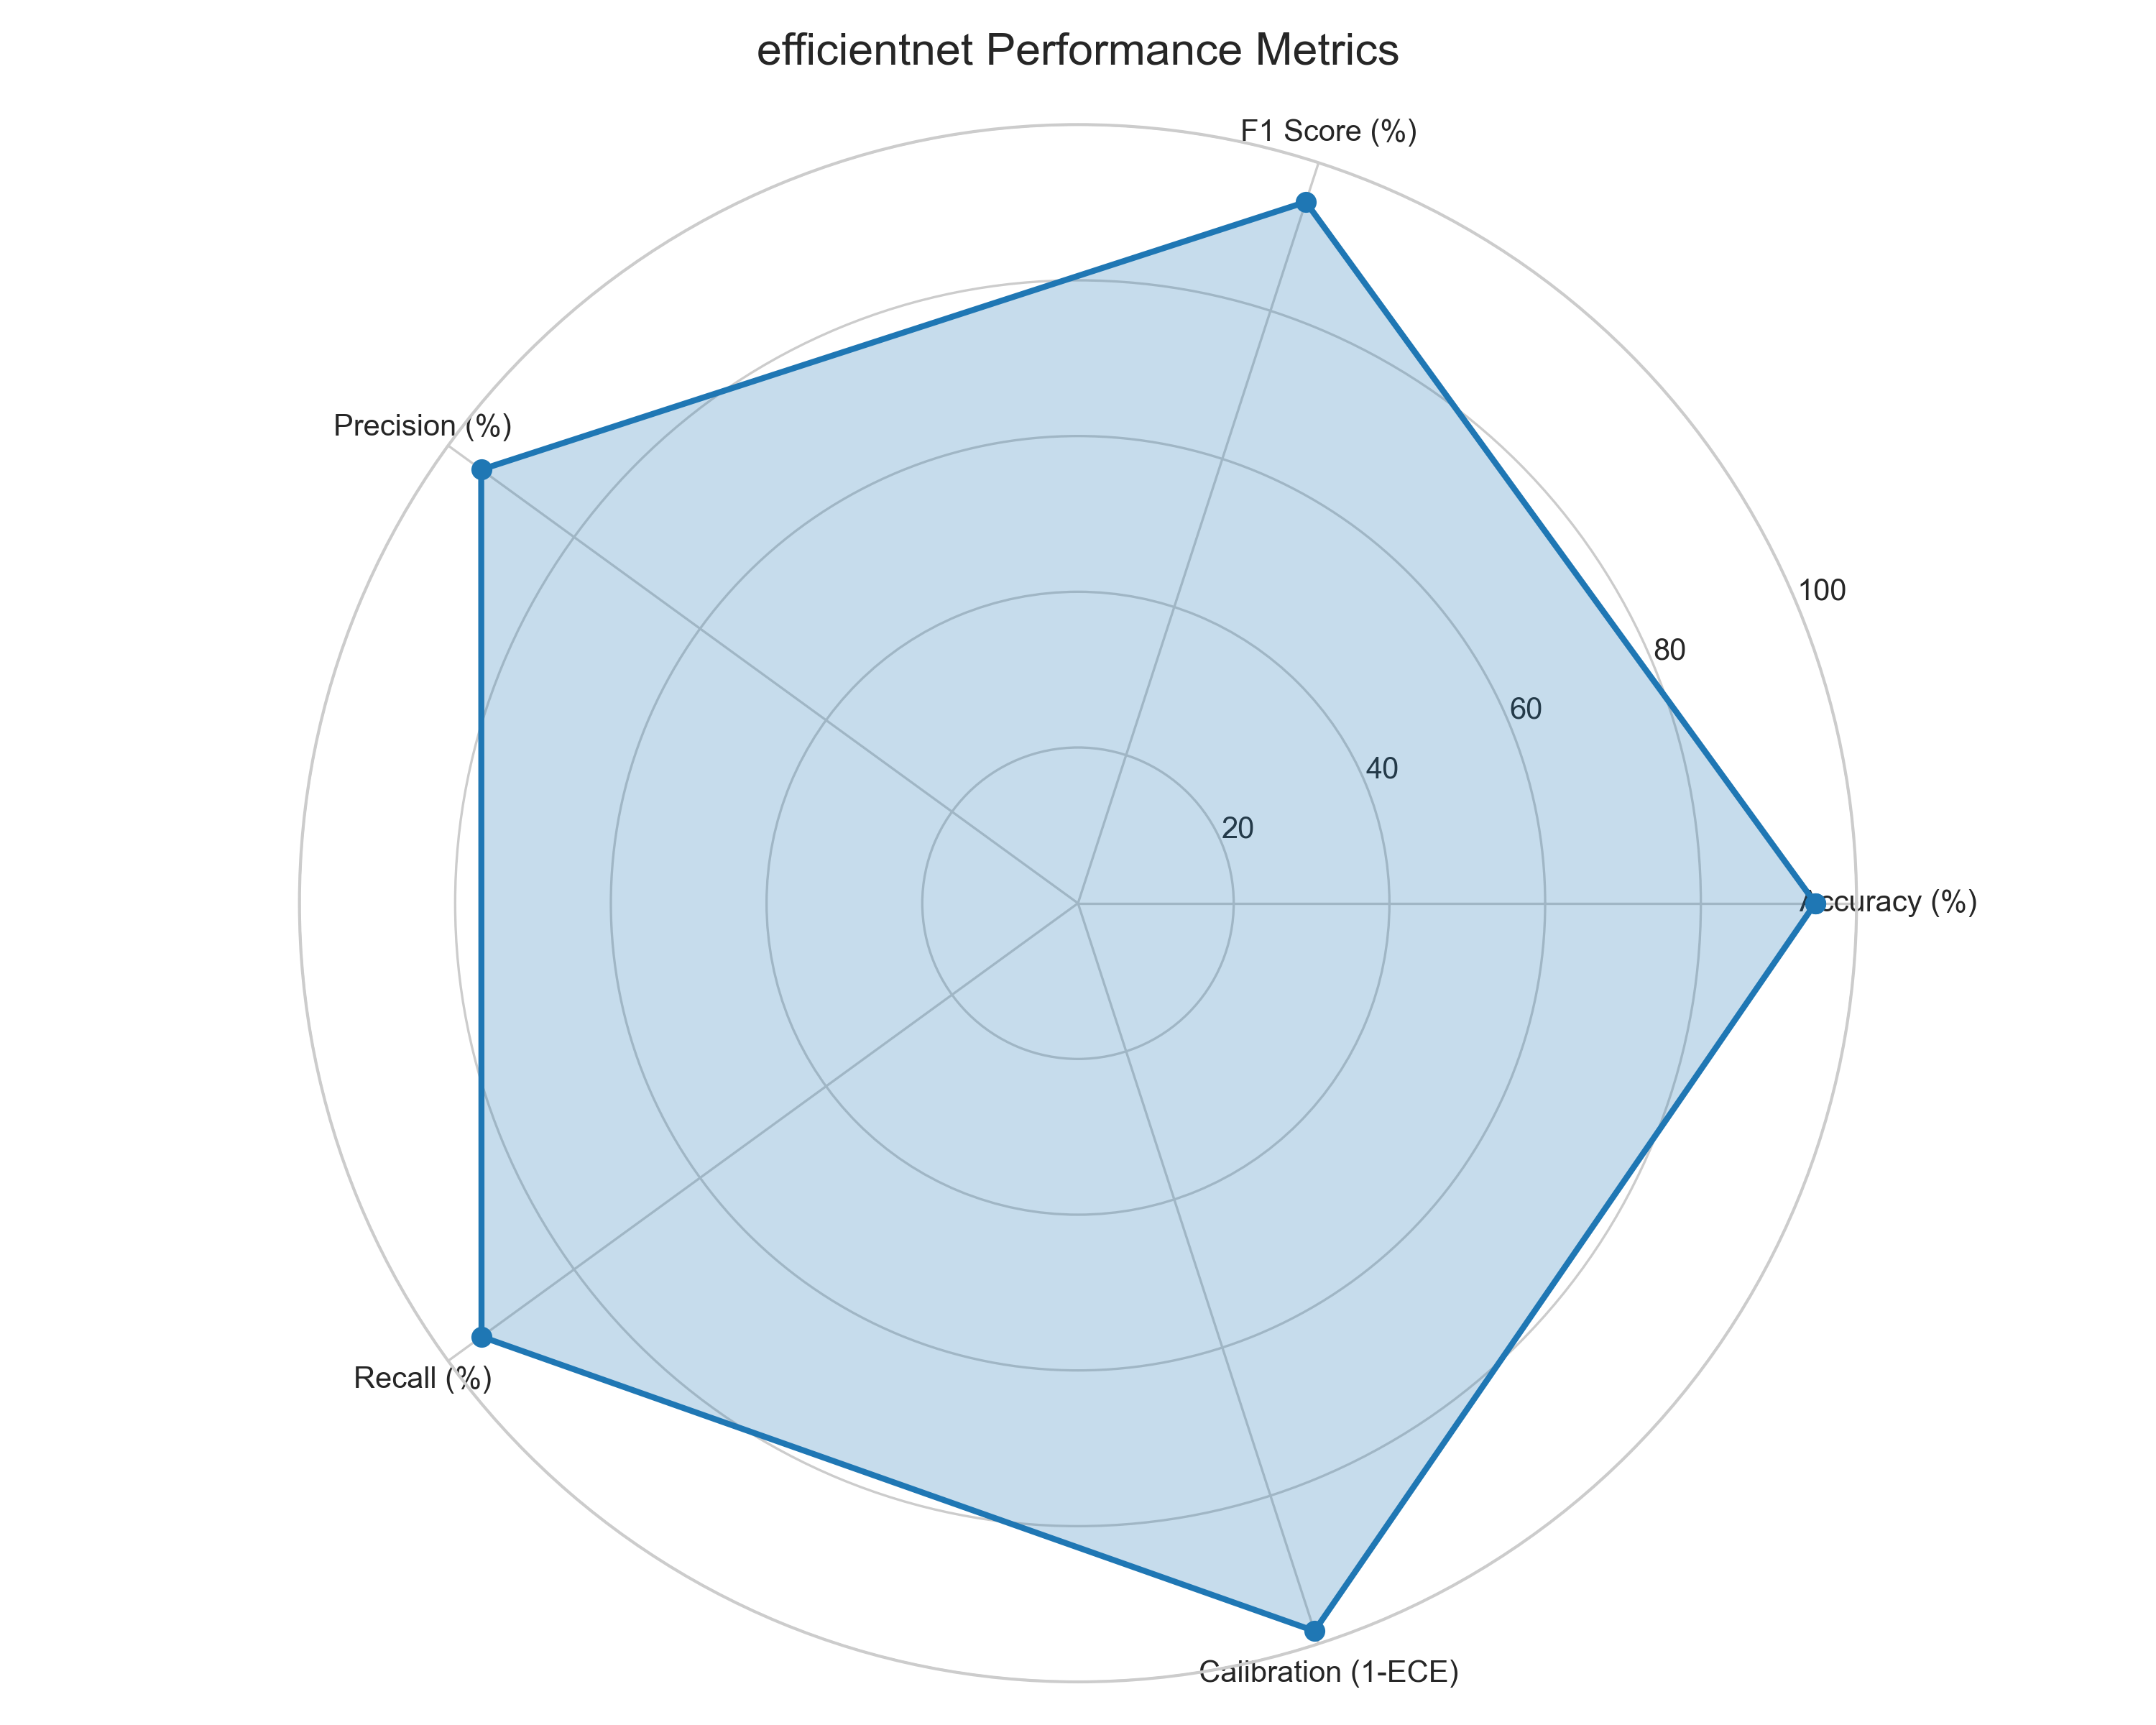 efficientnet Performance Metrics
F1 Score (%)
Precision (%)
100
80
60
40
20
Accuracy (%)
Recall (%)
Calibration (1-ECE)